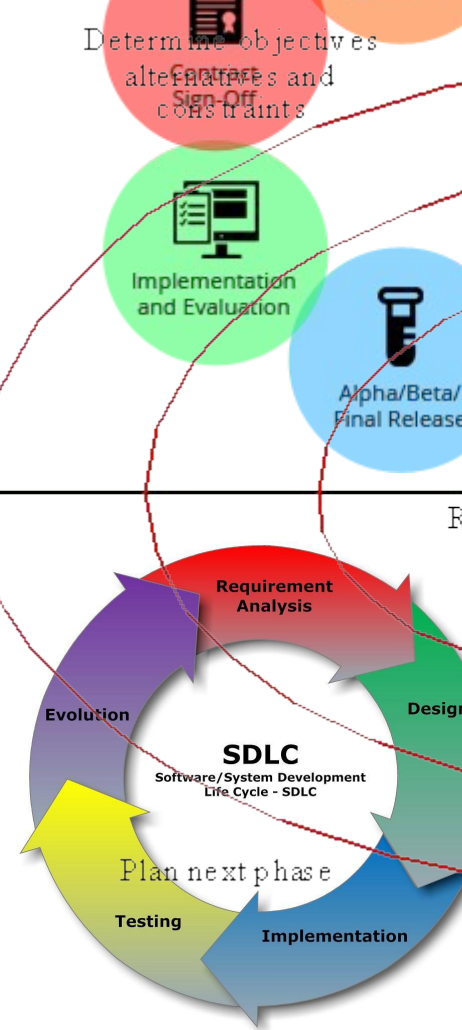 Determine objectives
alternatives and
constraints
Contract
Sign-Off
Implementation
and Evaluation
Alpha/Beta/
Final Release
R
Requirement
Analysis
Evolution
Design
SDLC
Software/System Development
Life Cycle - SDLC
Plan next phase
Testing
Implementation